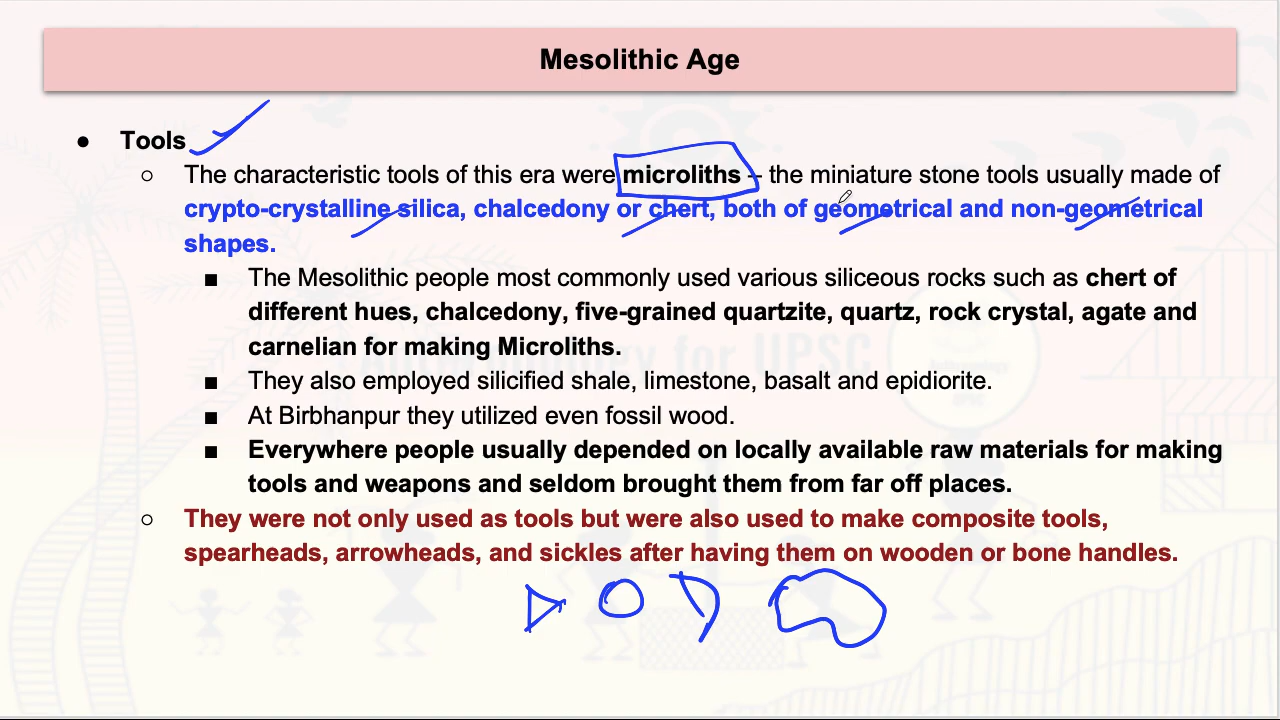 Mesolithic Age
● Tools
○ The characteristic tools of this era were microliths – the miniature stone tools usually made of
crypto-crystalline silica, chalcedony or chert, both of geometrical and non-geometrical
shapes.
■ The Mesolithic people most commonly used various siliceous rocks such as chert of
different hues, chalcedony, five-grained quartzite, quartz, rock crystal, agate and
carnelian for making Microliths.
■ They also employed silicified shale, limestone, basalt and epidiorite.
■ At Birbhanpur they utilized even fossil wood.
■ Everywhere people usually depended on locally available raw materials for making
tools and weapons and seldom brought them from far off places.
○ They were not only used as tools but were also used to make composite tools,
spearheads, arrowheads, and sickles after having them on wooden or bone handles.
for UPSC
UPSC